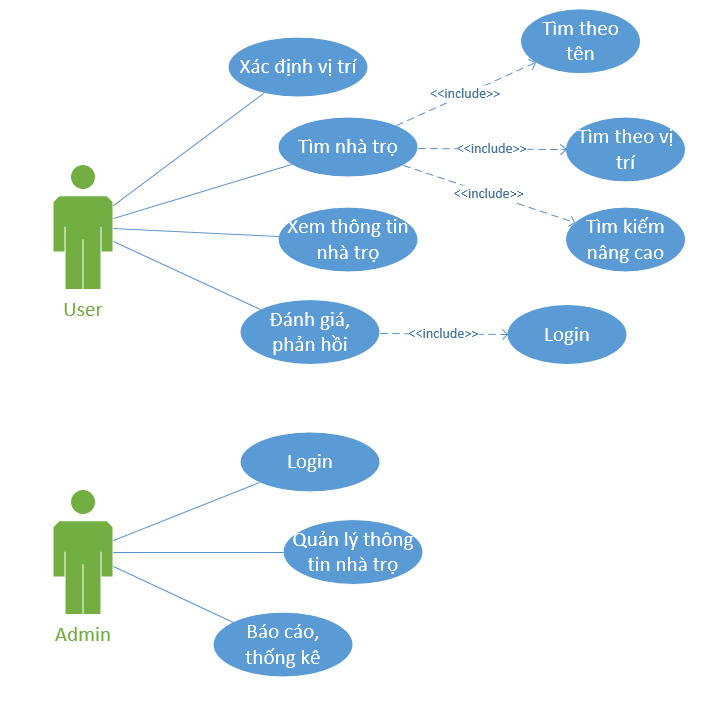 Tìm theo
tên
Xác định vị trí
<<include>>
Tìm nhà trọ
<<include>>
Tìm theo vị
trí
<<include>>
Xem thông tin
nhà trọ
Tìm kiếm
nâng cao
User
Đánh giá,
phản hồi
<<include>>
Login
Login
Quản lý thông
tin nhà trọ
Admin
Báo cáo,
thống kê